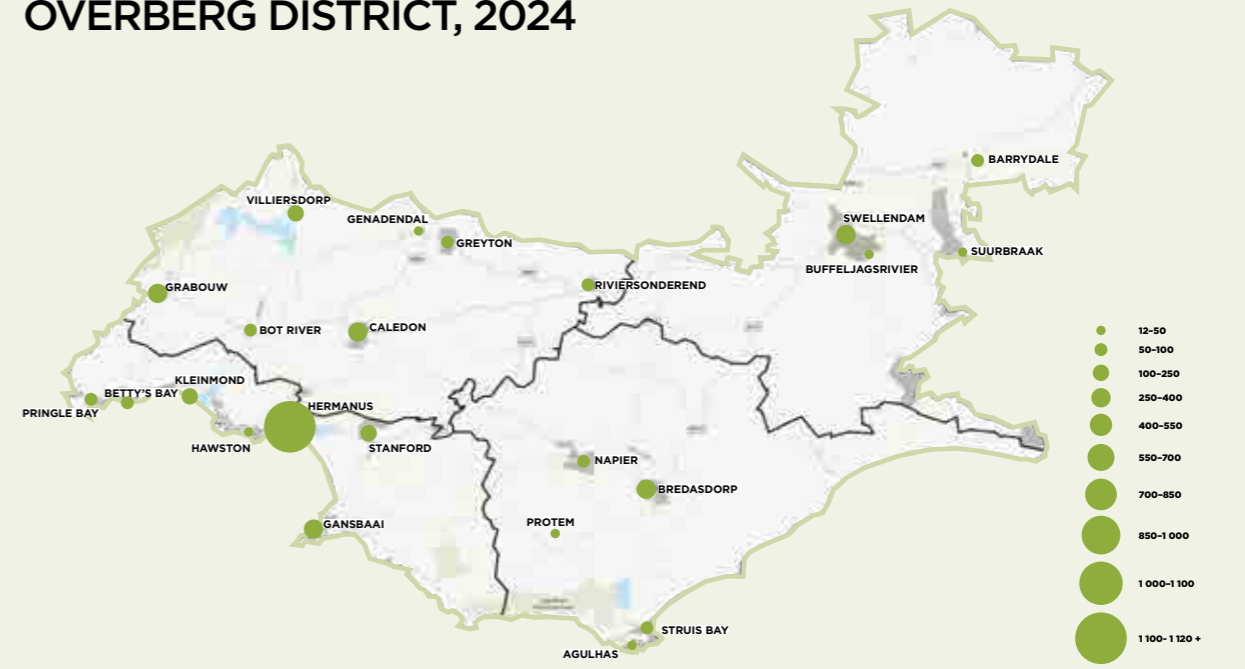 OVERBERG DISTRICT, 2024
BARRYDALE
VILLIERSDORP
GENADENDAL
SWELLENDAM
GREYTON
SUURBRAAK
BUFFELJAGSRIVIER
GRABOUW
RIVIERSONDEREND
BOT RIVER
CALEDON
KLEINMOND
BETTY'S BAY
PRINGLE BAY
HERMANUS
HAWSTON
STANFORD
NAPIER
BREDASDORP
GANSBAAI
PROTEM
STRUIS BAY
AGULHAS
12-50
50-100
100-250
250-400
400-550
550-700
700-850
850-1 000
1 000-1 100
1 100- 1 120 +